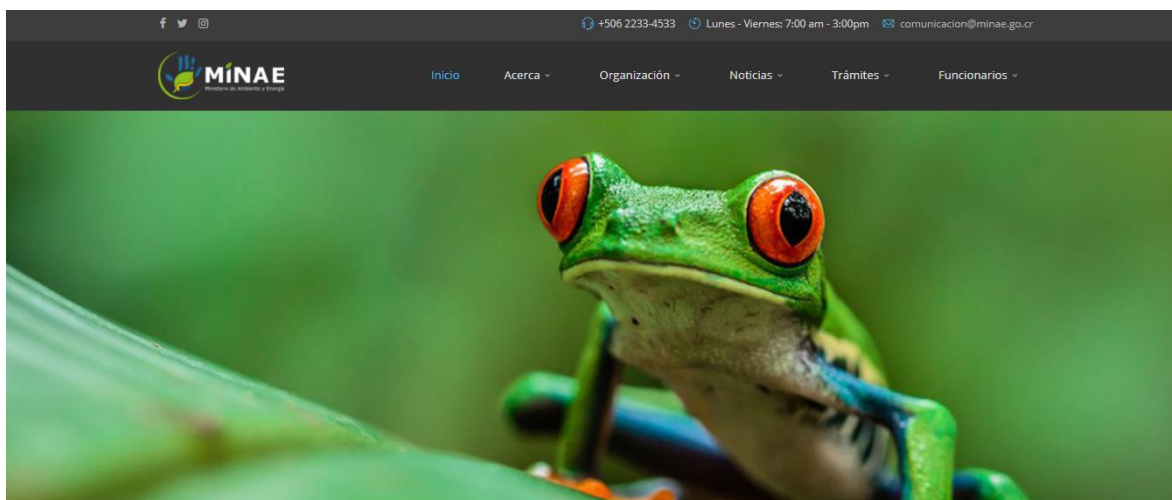 +506 2233-4533 Lunes - Viernes: 7:00 am - 3:00pm comunicacion@minae.go.cr
MÍNAE
Ministerio de Ambiente y Energía
Inicio Acerca Organización Noticias Trámites Funcionarios